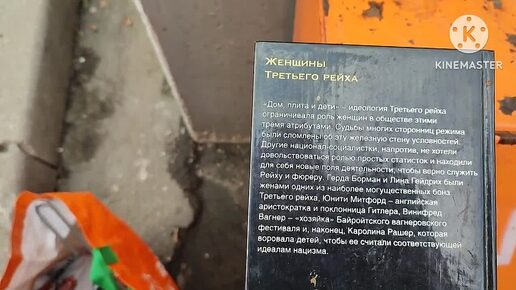 KINEMASTER
ЖЕНЩИНЫ
ТРЕТЬЕГО РЕЙХА
«Дом, плита и дети» – идеология Третьего рейха
ограничивала роль женщин в обществе этими
тремя атрибутами. Судьбы многих сторонниц режима
были сломлены об эту железную стену условностей.
Другие национал-социалистки, напротив, не хотели
довольствоваться ролью простых статисток и находили
для себя новые поля деятельности, чтобы верно служить
Рейху и фюреру. Герда Борман и Лина Гейдрих были
женами одних из наиболее могущественных бонз
Третьего рейха, Юнити Митфорд – английская
аристократка и поклонница Гитлера, Винифред
Вагнер – «хозяйка» Байройтского вагнеровского
фестиваля и, наконец, Каролина Рашер, которая
воровала детей, чтобы ее считали соответствующей
идеалам нацизма.